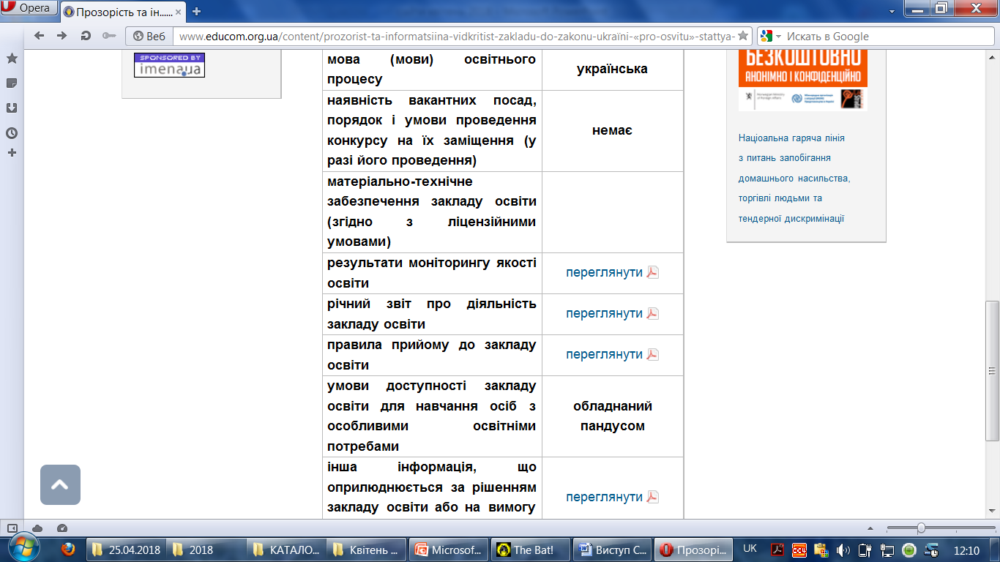 Opera
Прозорість та ін......
Веб
www.educom.org.ua/content/prozorist-ta-informatsiina-vidkritist-zakladu-do-zakonu-ukraïni-«pro-osvitu»-stattya-
Искать в Google
SPONSORED BY
imena.ua
мова (мови) освітнього
процесу
українська
наявність вакантних посад,
порядок і умови проведення
конкурсу на їх заміщення (у
разі його проведення)
немає
матеріально-технічне
забезпечення закладу освіти
(згідно з ліцензійними
умовами)
результати моніторингу якості
освіти
переглянути
річний звіт про діяльність
закладу освіти
переглянути
правила прийому до закладу
освіти
переглянути
умови доступності закладу
освіти для навчання осіб з
особливими освітніми
потребами
обладнаний
пандусом
інша інформація, що
оприлюднюється за рішенням
закладу освіти або на вимогу
переглянути
БЕЗКОШТОВНО
АНОНІМНО І КОНФІДЕНЦІЙНО
Націоальна гаряча лінія
з питань запобігання
домашнього насильства,
торгівлі людьми та
тендерної дискримінації
25.04.2018
2018
КАТАЛО...
Квітень ...
Microsof...
The Bat!
Виступ С...
Прозорі...
UK
12:10